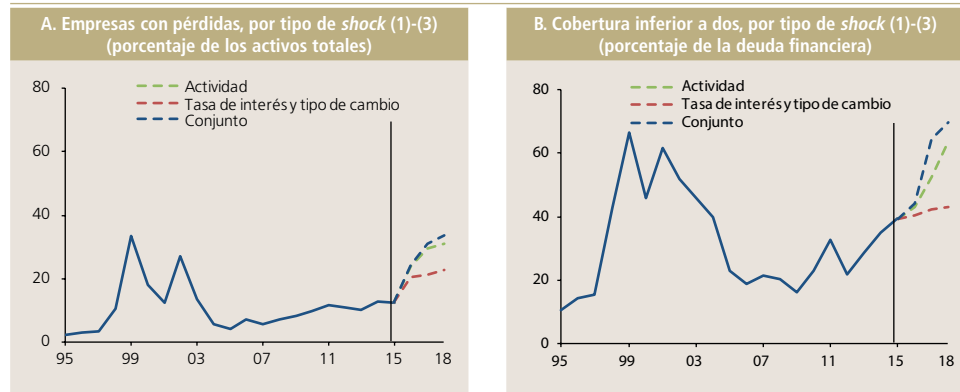 A. Empresas con pérdidas, por tipo de shock (1)-(3)
(porcentaje de los activos totales)
80
60
40
20
0
Actividad
Tasa de interés y tipo de cambio
Conjunto
95 99 03 07 11 15 18
B. Cobertura inferior a dos, por tipo de shock (1)-(3)
(porcentaje de la deuda financiera)
80
60
40
20
0
Actividad
Tasa de interés y tipo de cambio
Conjunto
95 99 03 07 11 15 18